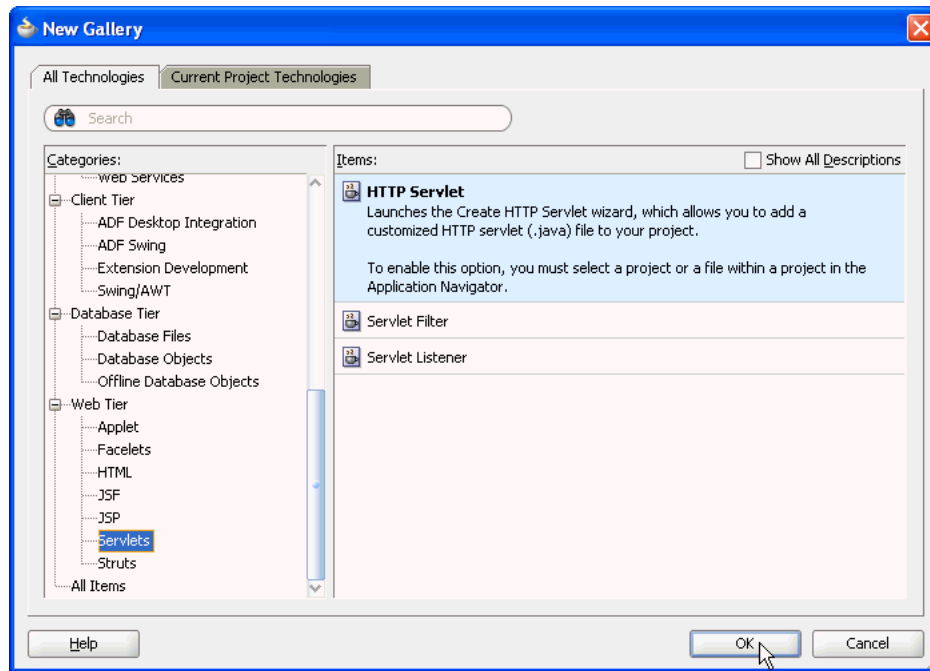 New Gallery
All Technologies
Current Project Technologies
Search
Categories:
Web Services
Client Tier
ADF Desktop Integration
ADF Swing
Extension Development
Swing/AWT
Database Tier
Database Files
Database Objects
Offline Database Objects
Web Tier
Applet
Facelets
HTML
JSF
JSP
Servlets
Struts
All Items
Items:
Show All Descriptions
HTTP Servlet
Launches the Create HTTP Servlet wizard, which allows you to add a
customized HTTP servlet (.java) file to your project.
To enable this option, you must select a project or a file within a project in the
Application Navigator.
Servlet Filter
Servlet Listener
Help
OK
Cancel